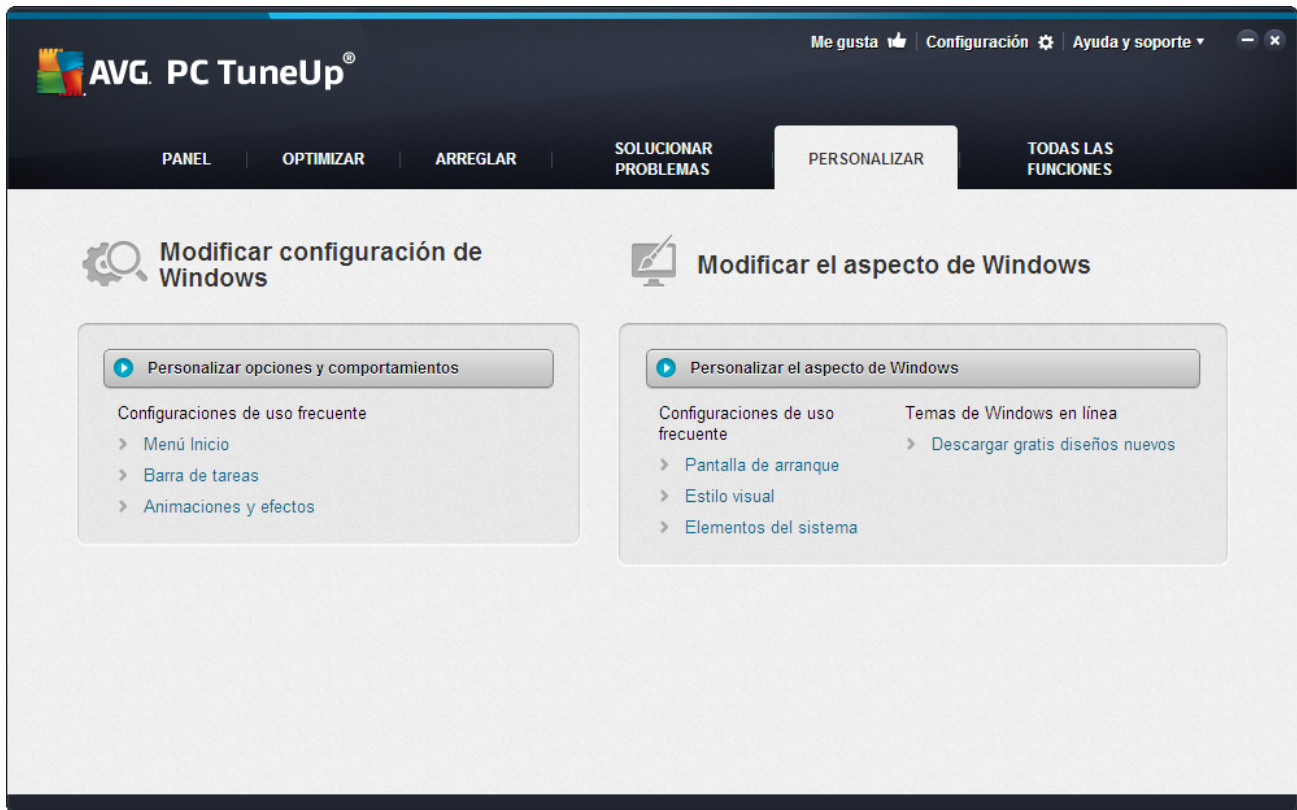 Me gusta
Configuración
Ayuda y soporte
AVG. PC TuneUp®
PANEL
OPTIMIZAR
ARREGLAR
SOLUCIONAR
PROBLEMAS
PERSONALIZAR
TODAS LAS
FUNCIONES
Modificar configuración de
Windows
Personalizar opciones y comportamientos
Configuraciones de uso frecuente
Menú Inicio
Barra de tareas
Animaciones y efectos
Modificar el aspecto de Windows
Personalizar el aspecto de Windows
Configuraciones de uso
frecuente
Pantalla de arranque
Estilo visual
Elementos del sistema
Temas de Windows en línea
Descargar gratis diseños nuevos